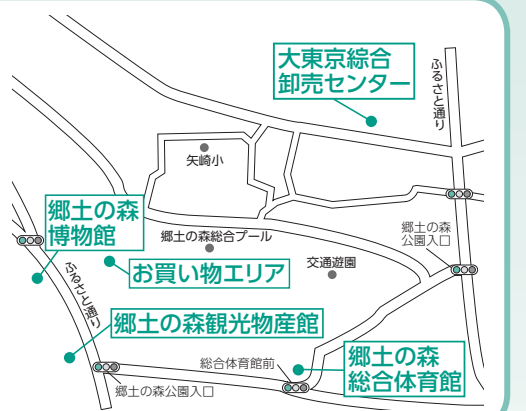 大東京綜合
卸売センター
ふるさと通り
矢崎小
郷土の森
博物館
郷土の森総合プール
郷土の森
公園入口
お買い物エリア
交通遊園
ふるさと通り
郷土の森観光物産館
総合体育館前
郷土の森
総合体育館
郷土の森公園入口